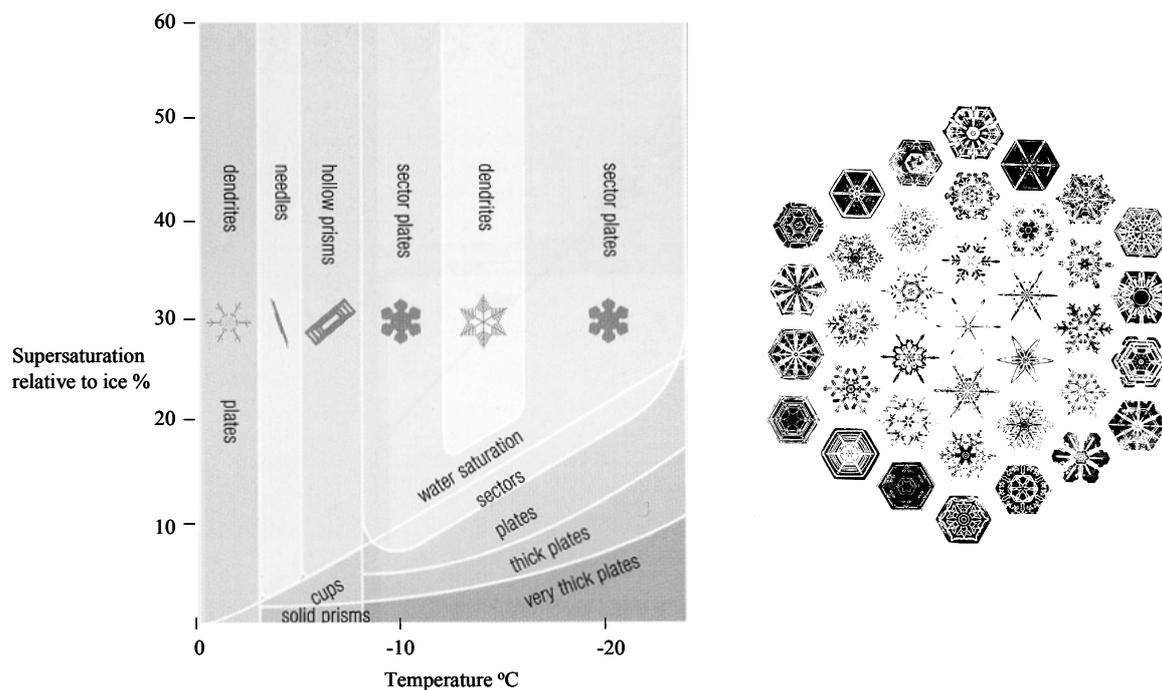 60
50
40
30
20
10
Supersaturation
relative to ice %
dendrites
needles
hollow prisms
sector plates
dendrites
sector plates
plates
water saturation
sectors
plates
thick plates
very thick plates
cups
solid prisms
0
-10
-20
Temperature ºC